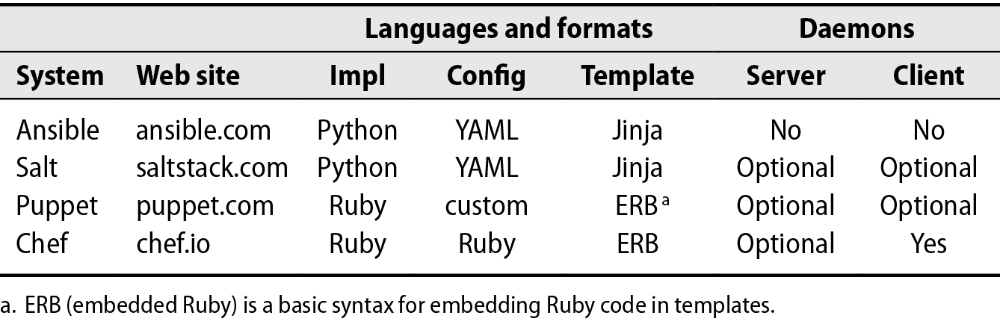 Languages and formats Daemons
System Web site Impl Config Template Server Client
Ansible ansible.com Python YAML Jinja No No
Salt saltstack.com Python YAML Jinja Optional Optional
Puppet puppet.com Ruby custom ERB a Optional Optional
Chef chef.io Ruby Ruby ERB Optional Yes
a. ERB (embedded Ruby) is a basic syntax for embedding Ruby code in templates.